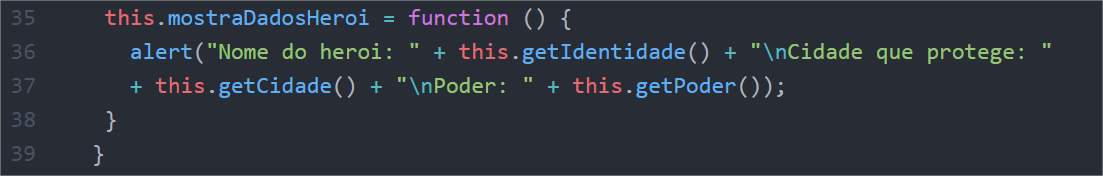 35 this.mostraDadosHeroi = function () {
36 alert("Nome do heroi: " + this.getIdentidade() + "\nCidade que protege: "
37 + this.getCidade() + "\nPoder: " + this.getPoder());
38 }
39 }